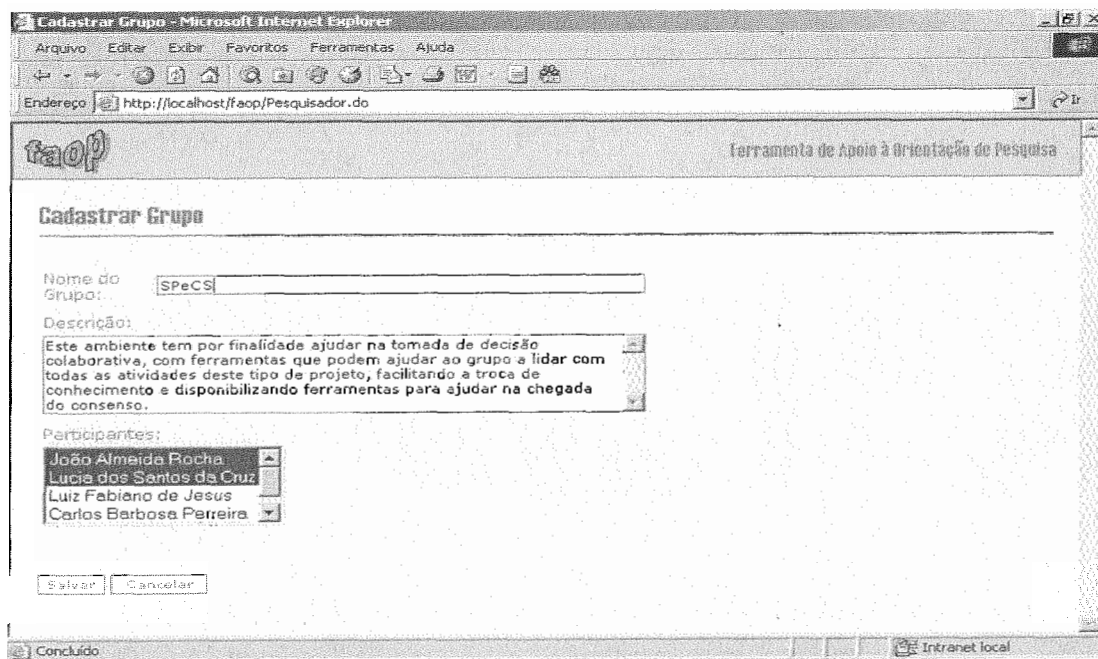 Cadastrar Grupo - Microsoft Internet Explorer
Arquivo Editar Exibir Favoritos Ferramentas Ajuda
Endereço http://localhost/faop/Pesquisador.do Ir
faop Ferramenta de Apoio à Orientação de Pesquisa
Cadastrar Grupo
Nome do
Grupo: SPeCS
Descrição:
Este ambiente tem por finalidade ajudar na tomada de decisão
colaborativa, com ferramentas que podem ajudar ao grupo a lidar com
todas as atividades deste tipo de projeto, facilitando a troca de
conhecimento e disponibilizando ferramentas para ajudar na chegada
do consenso.
Participantes:
João Almeida Rocha
Lucia dos Santos da Cruz
Luiz Fabiano de Jesus
Carlos Barbosa Perreira
Salvar Cancelar
Concluído Intranet local